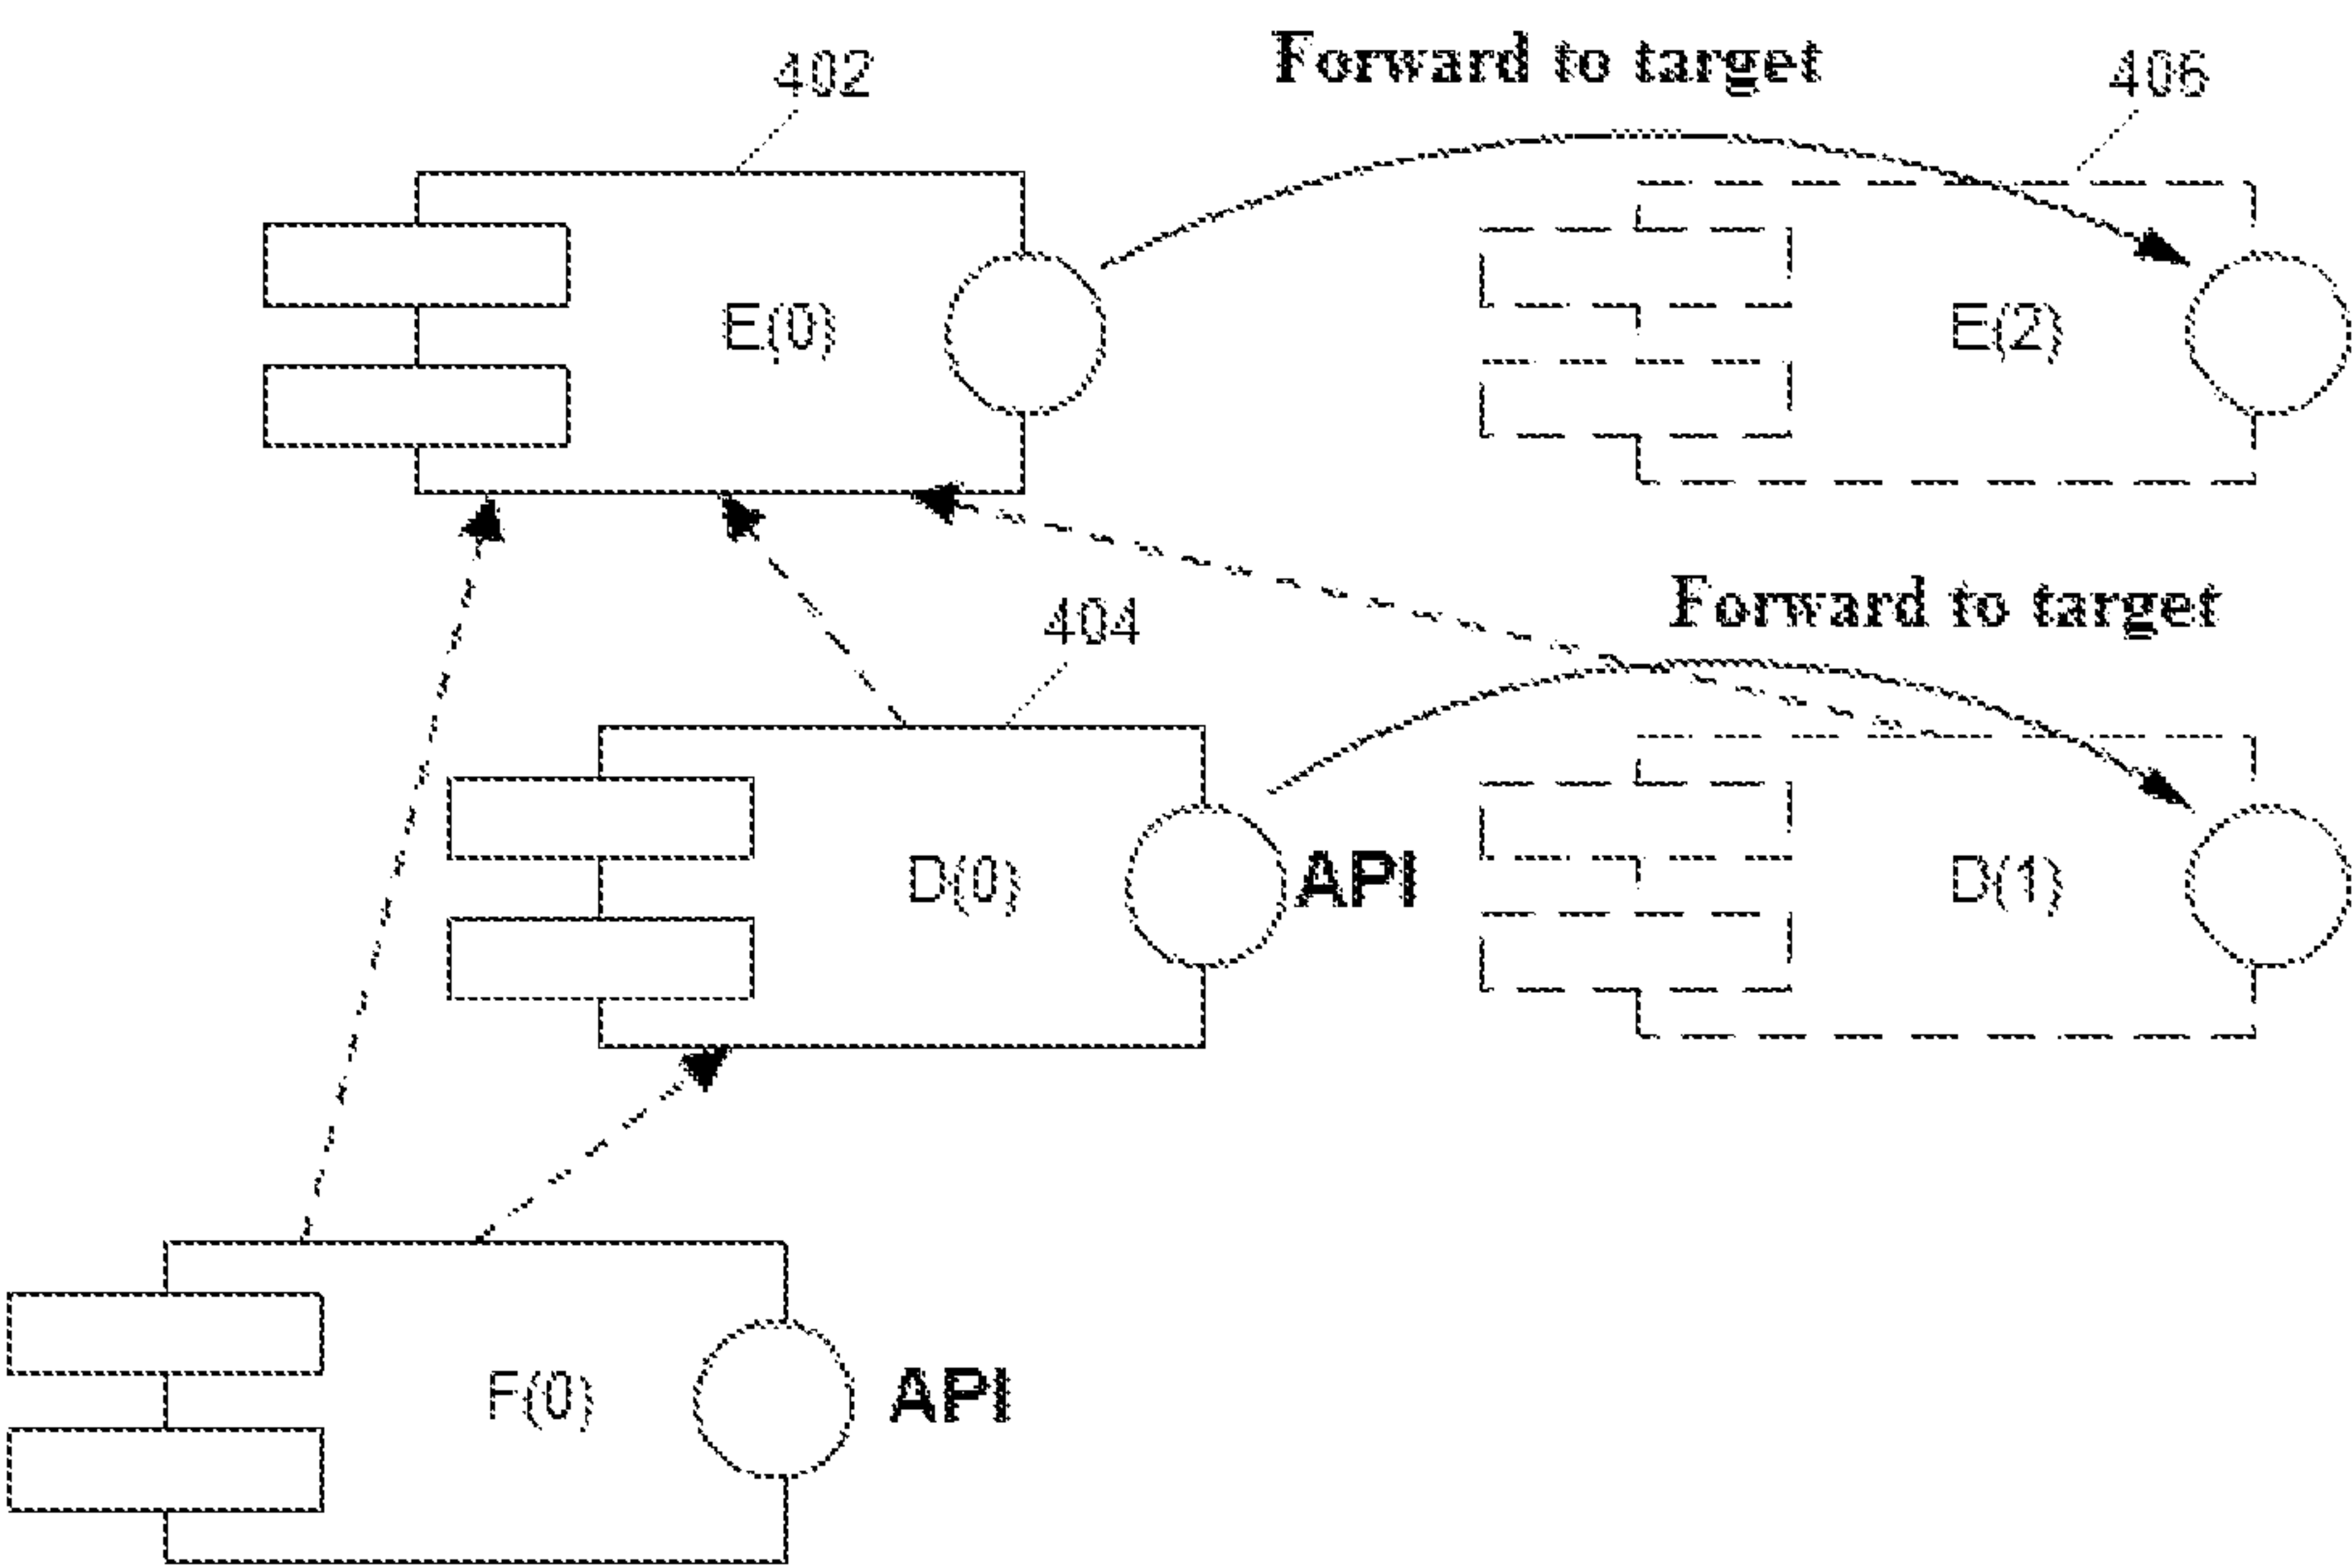 Forward to target
402
406
E(0)
E(2)
Forward to target
404
D(0)
API
D(1)
F(0)
API